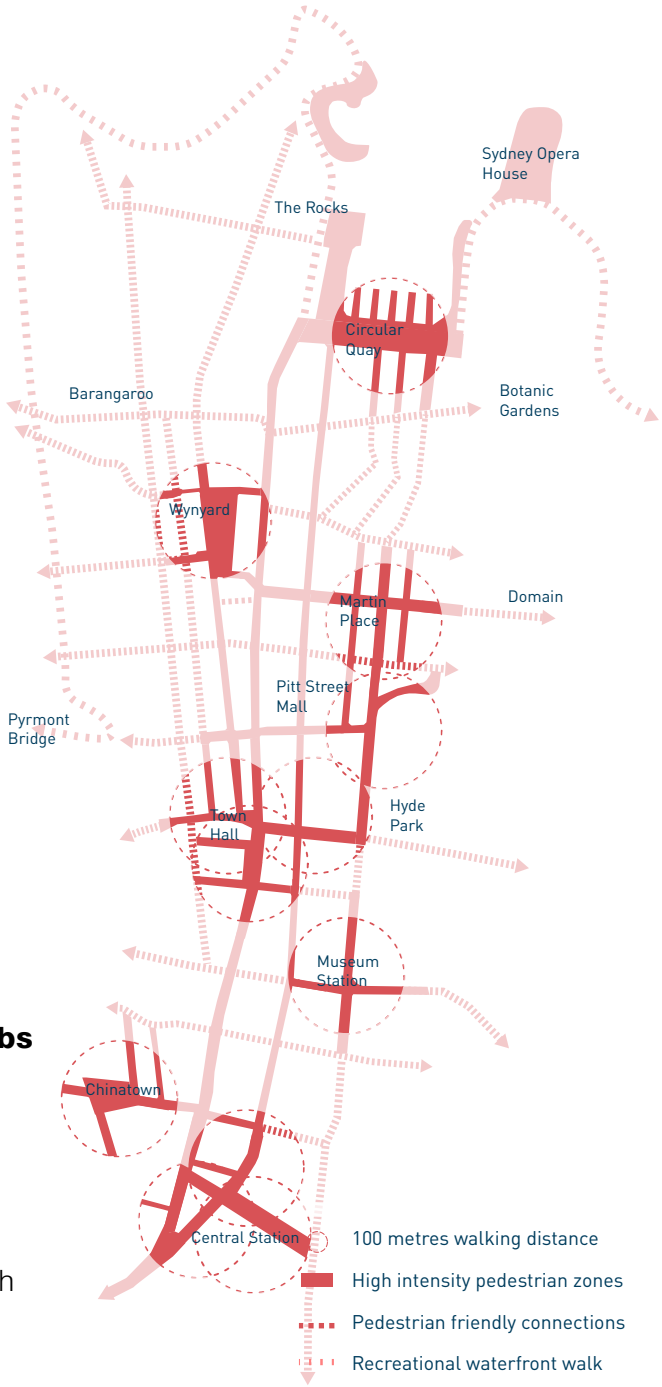 Sydney Opera
House
The Rocks
Circular
Quay
Barangaroo
Botanic
Gardens
Wynyard
Martin
Place
Domain
Pitt Street
Mall
Pyrmont
Bridge
Hyde
Park
Town
Hall
Museum
Station
bs
Chinatown
Central Station
100 metres walking distance
h
High intensity pedestrian zones
Pedestrian friendly connections
Recreational waterfront walk